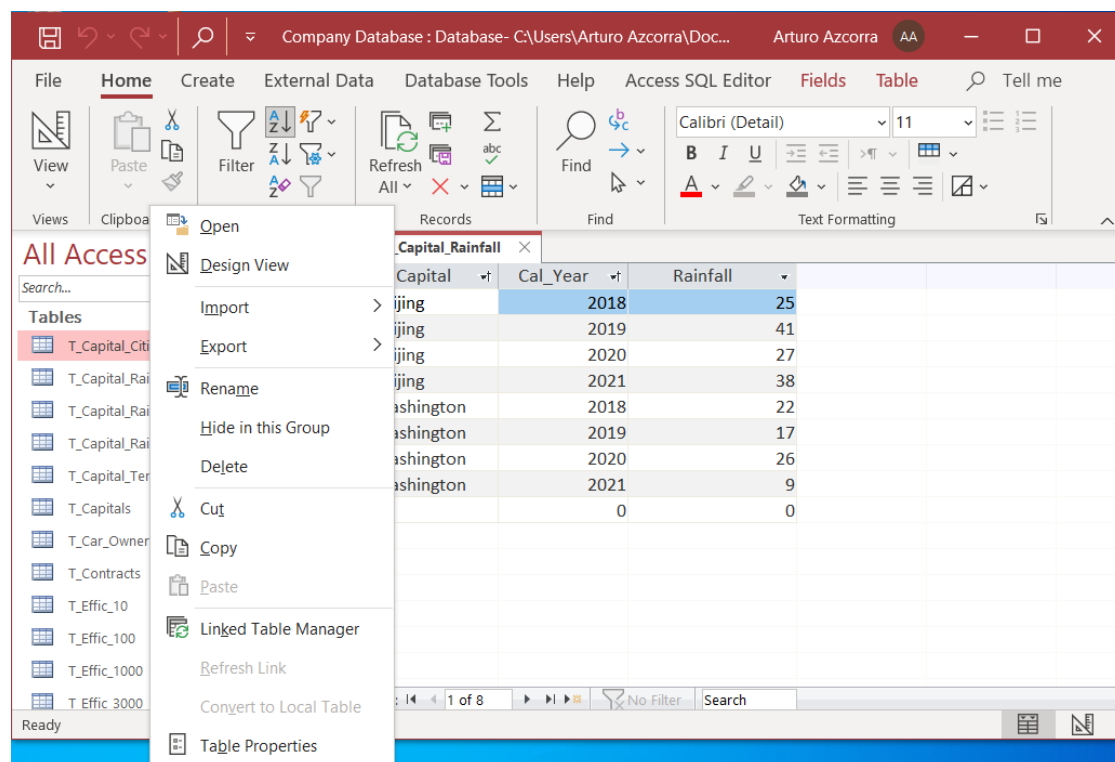 Company Database : Database- C:\Users\Arturo Azcorra\Doc... Arturo Azcorra AA
File Home Create External Data Database Tools Help Access SQL Editor Fields Table Tell me
View Paste Filter Refresh All Find Calibri (Detail) 11
B I U
A
Views Clipboa Records Find Text Formatting
All Access
Search...
Tables
T_Capital_Citi
T_Capital_Rai
T_Capital_Rai
T_Capital_Rai
T_Capital_Ter
T_Capitals
T_Car_Owner
T_Contracts
T_Effic_10
T_Effic_100
T_Effic_1000
T_Effic_3000
Open
Design View
Import
Export
Rename
Hide in this Group
Delete
Cut
Copy
Paste
Linked Table Manager
Refresh Link
Convert to Local Table
Table Properties
_Capital_Rainfall
Capital Cal_Year Rainfall
ijing 2018 25
ijing 2019 41
ijing 2020 27
ijing 2021 38
ashington 2018 22
ashington 2019 17
ashington 2020 26
ashington 2021 9
0 0
1 of 8 No Filter Search
Ready